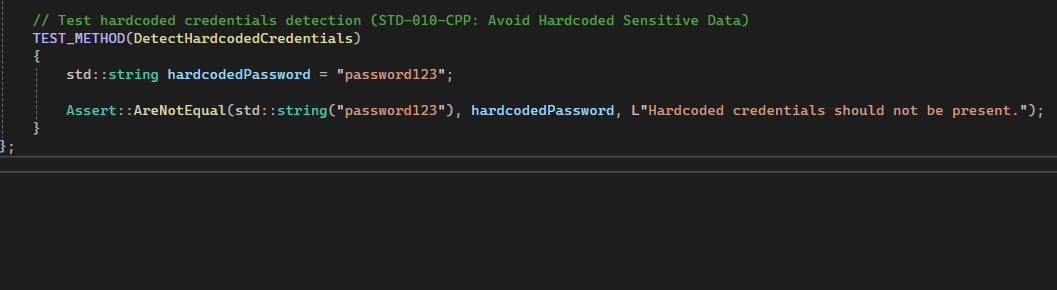 // Test hardcoded credentials detection (STD-010-CPP: Avoid Hardcoded Sensitive Data)
TEST_METHOD(DetectHardcodedCredentials)
{
std::string hardcodedPassword = "password123";
Assert::AreNotEqual(std::string("password123"), hardcodedPassword, L"Hardcoded credentials should not be present.");
}
};